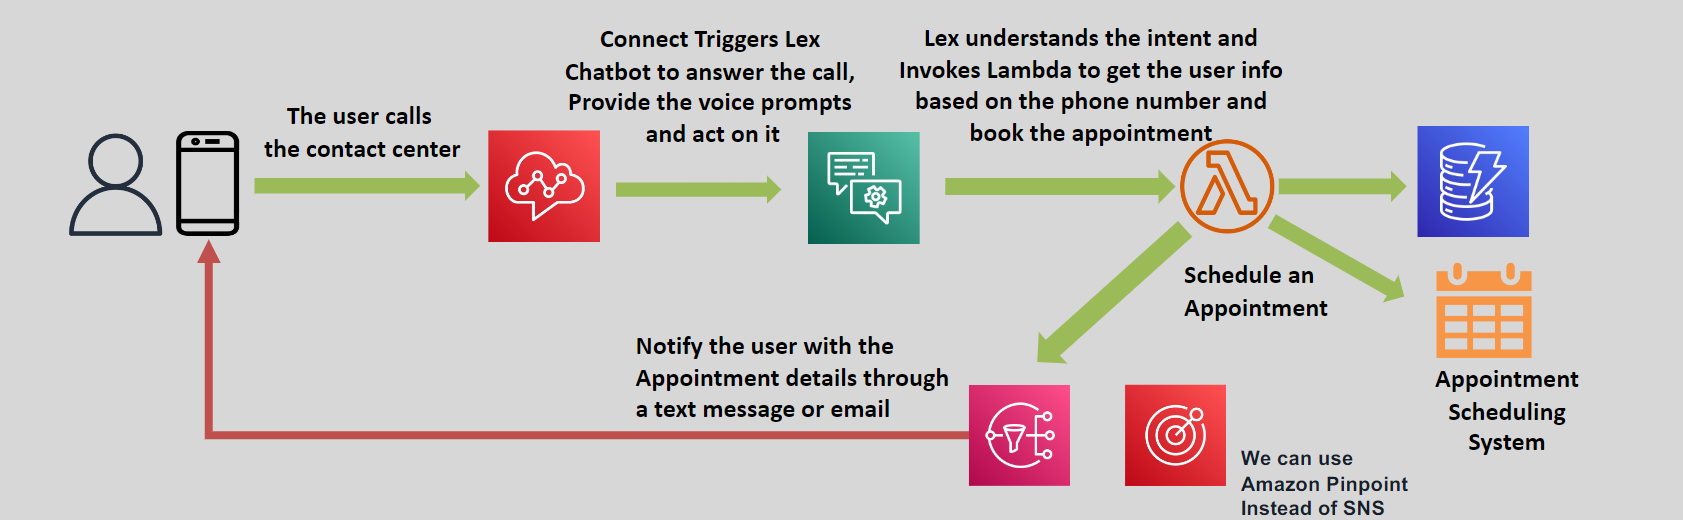 The user calls
the contact center
Connect Triggers Lex
Chatbot to answer the call,
Provide the voice prompts
and act on it
Lex understands the intent and
Invokes Lambda to get the user info
based on the phone number and
book the appointment
Schedule an
Appointment
Notify the user with the
Appointment details through
a text message or email
Appointment
Scheduling
System
We can use
Amazon Pinpoint
Instead of SNS